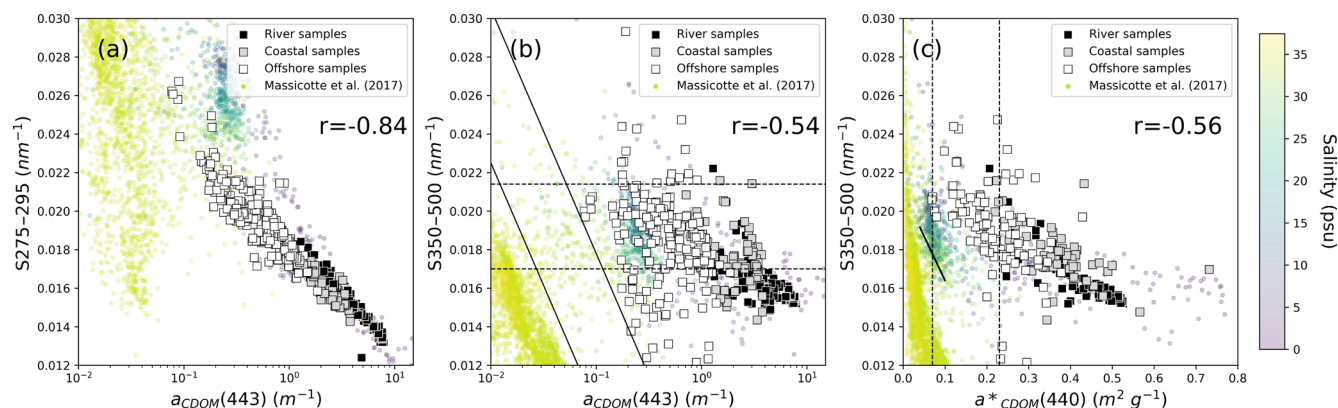 (a)
River samples
Coastal samples
Offshore samples
Massicotte et al. (2017)
r=-0.84
S275−295 (nm⁻¹)
0.030
0.028
0.026
0.024
0.022
0.020
0.018
0.016
0.014
0.012
10⁻² 10⁻¹ 10⁰ 10¹
a_CDOM(443) (m⁻¹)
(b)
River samples
Coastal samples
Offshore samples
Massicotte et al. (2017)
r=-0.54
S350−500 (nm⁻¹)
0.030
0.028
0.026
0.024
0.022
0.020
0.018
0.016
0.014
0.012
10⁻² 10⁻¹ 10⁰ 10¹
a_CDOM(443) (m⁻¹)
(c)
River samples
Coastal samples
Offshore samples
Massicotte et al. (2017)
r=-0.56
S350−500 (nm⁻¹)
0.030
0.028
0.026
0.024
0.022
0.020
0.018
0.016
0.014
0.012
0.0 0.1 0.2 0.3 0.4 0.5 0.6 0.7 0.8
a*_CDOM(440) (m² g⁻¹)
35
30
25
20
15
10
5
0
Salinity (psu)